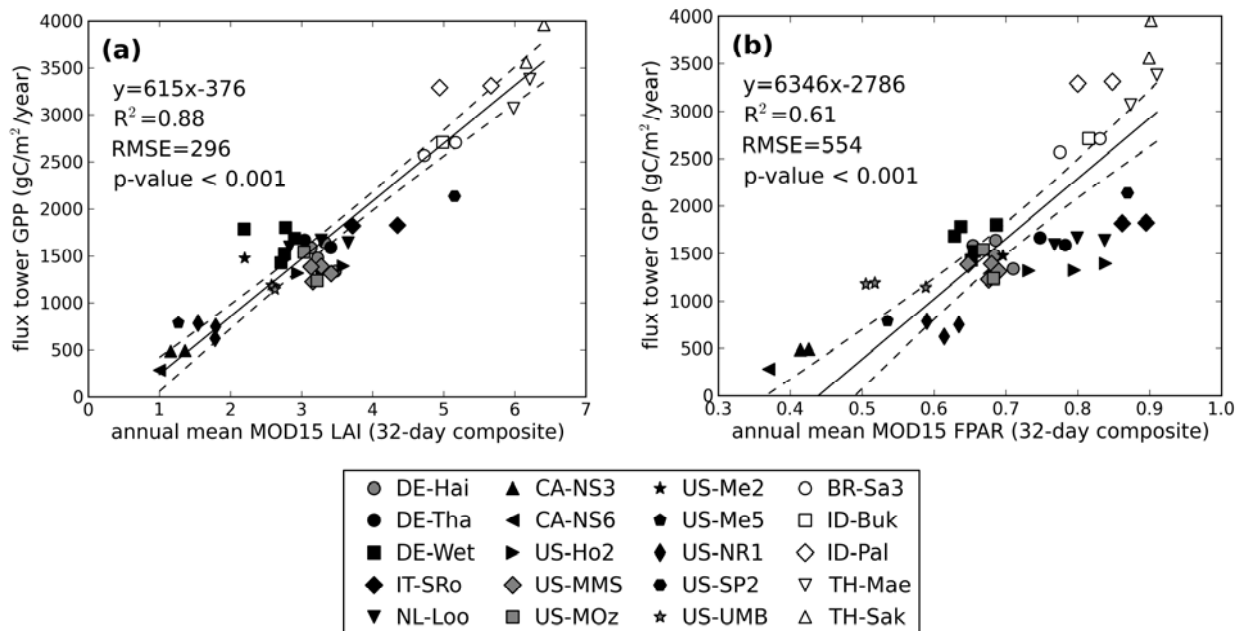 (a)
y=615x-376
R²=0.88
RMSE=296
p-value < 0.001
flux tower GPP (gC/m²/year)
4000
3500
3000
2500
2000
1500
1000
500
0
0 1 2 3 4 5 6 7
annual mean MOD15 LAI (32-day composite)
(b)
y=6346x-2786
R²=0.61
RMSE=554
p-value < 0.001
flux tower GPP (gC/m²/year)
4000
3500
3000
2500
2000
1500
1000
500
0
0.3 0.4 0.5 0.6 0.7 0.8 0.9 1.0
annual mean MOD15 FPAR (32-day composite)
DE-Hai CA-NS3 US-Me2 BR-Sa3
DE-Tha CA-NS6 US-Me5 ID-Buk
DE-Wet US-Ho2 US-NR1 ID-Pal
IT-SRo US-MMS US-SP2 TH-Mae
NL-Loo US-MOz US-UMB TH-Sak